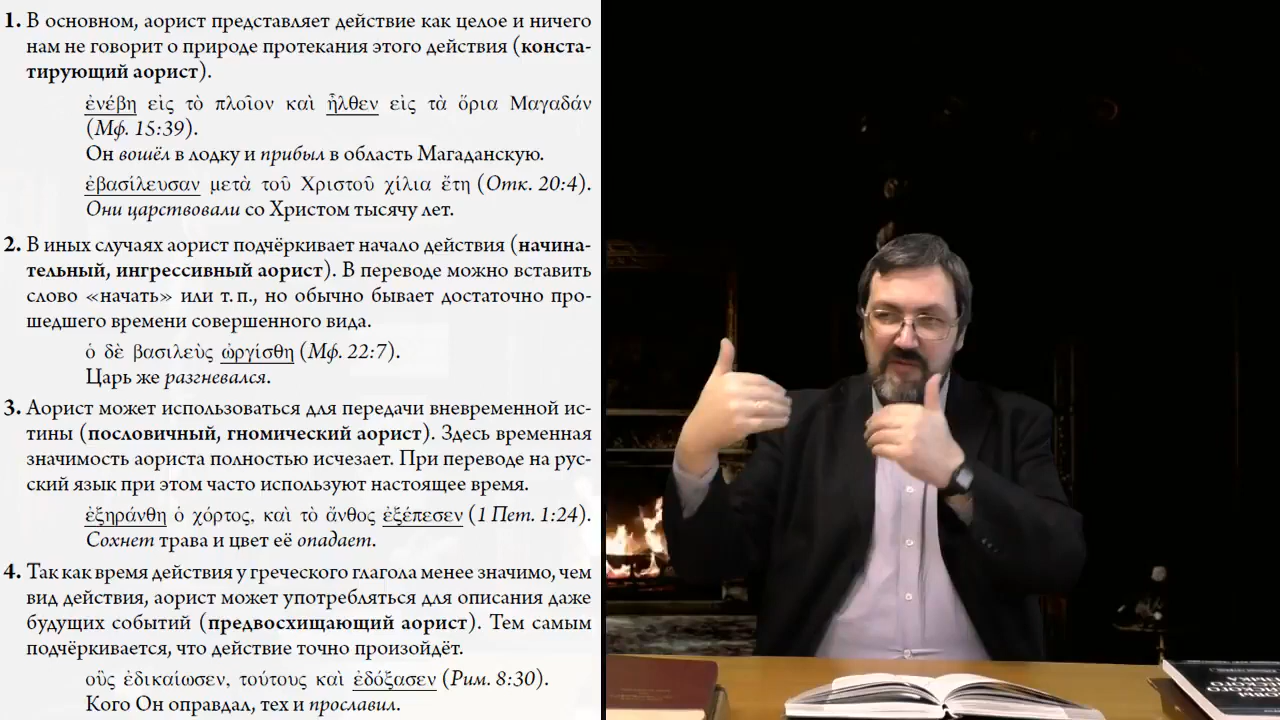 1. В основном, аорист представляет действие как целое и ничего
нам не говорит о природе протекания этого действия (конста-
тирующий аорист).
ἐνέβη εἰς τὸ πλοῖον καὶ ἦλθεν εἰς τὰ ὅρια Μαγαδάν
(Мф. 15:39).
Он вошёл в лодку и прибыл в область Магаданскую.
ἐβασίλευσαν μετὰ τοῦ Χριστοῦ χίλια ἔτη (Отк. 20:4).
Они царствовали со Христом тысячу лет.
2. В иных случаях аорист подчёркивает начало действия (начина-
тельный, ингрессивный аорист). В переводе можно вставить
слово «начать» или т. п., но обычно бывает достаточно про-
шедшего времени совершенного вида.
ὁ δὲ βασιλεὺς ὠργίσθη (Мф. 22:7).
Царь же разгневался.
3. Аорист может использоваться для передачи вневременной ис-
тины (пословичный, гномический аорист). Здесь временная
значимость аориста полностью исчезает. При переводе на рус-
ский язык при этом часто используют настоящее время.
ἐξηράνθη ὁ χόρτος, καὶ τὸ ἄνθος ἐξέπεσεν (1 Пет. 1:24).
Сохнет трава и цвет её опадает.
4. Так как время действия у греческого глагола менее значимо, чем
вид действия, аорист может употребляться для описания даже
будущих событий (предвосхищающий аорист). Тем самым
подчёркивается, что действие точно произойдёт.
οὓς ἐδικαίωσεν, τούτους καὶ ἐδόξασεν (Рим. 8:30).
Кого Он оправдал, тех и прославил.